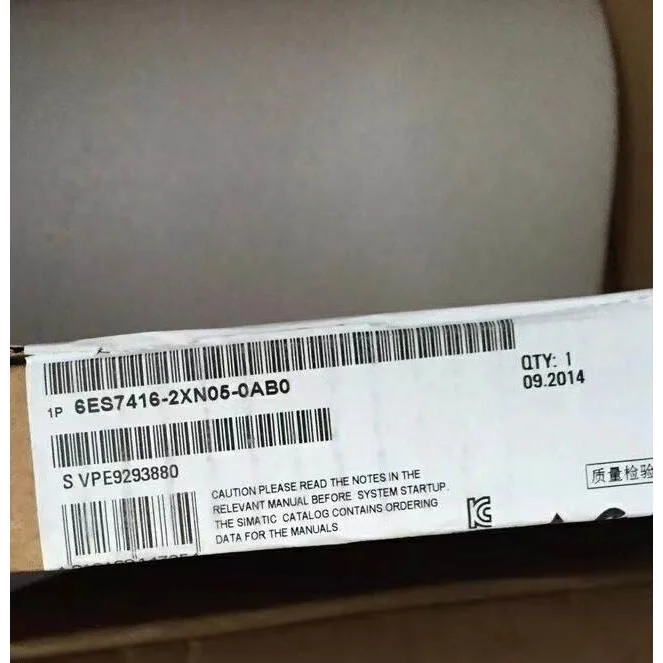 1P 6ES7416-2XN05-0AB0
QTY: 1
09.2014
S VPE9293880
CAUTION PLEASE READ THE NOTES IN THE
RELEVANT MANUAL BEFORE SYSTEM STARTUP.
THE SIMATIC CATALOG CONTAINS ORDERING
DATA FOR THE MANUALS
质量检验